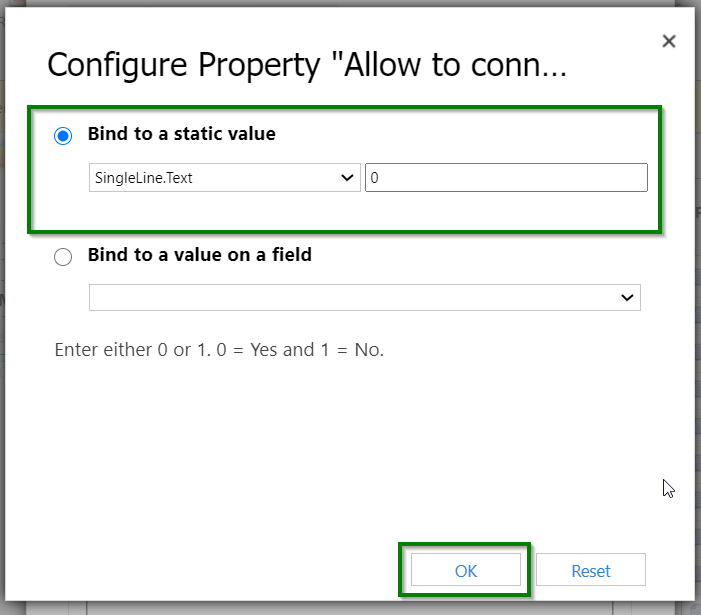 Configure Property "Allow to conn...
Bind to a static value
SingleLine.Text
0
Bind to a value on a field
Enter either 0 or 1. 0 = Yes and 1 = No.
OK
Reset